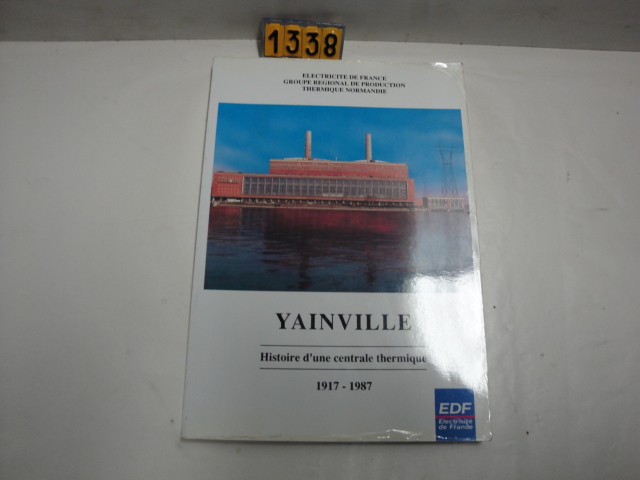 1338
ELECTRICITE DE FRANCE
GROUPE REGIONAL DE PRODUCTION
THERMIQUE NORMANDIE
YAINVILLE
Histoire d'une centrale thermique
1917 - 1987
EDF
Electricité
de France